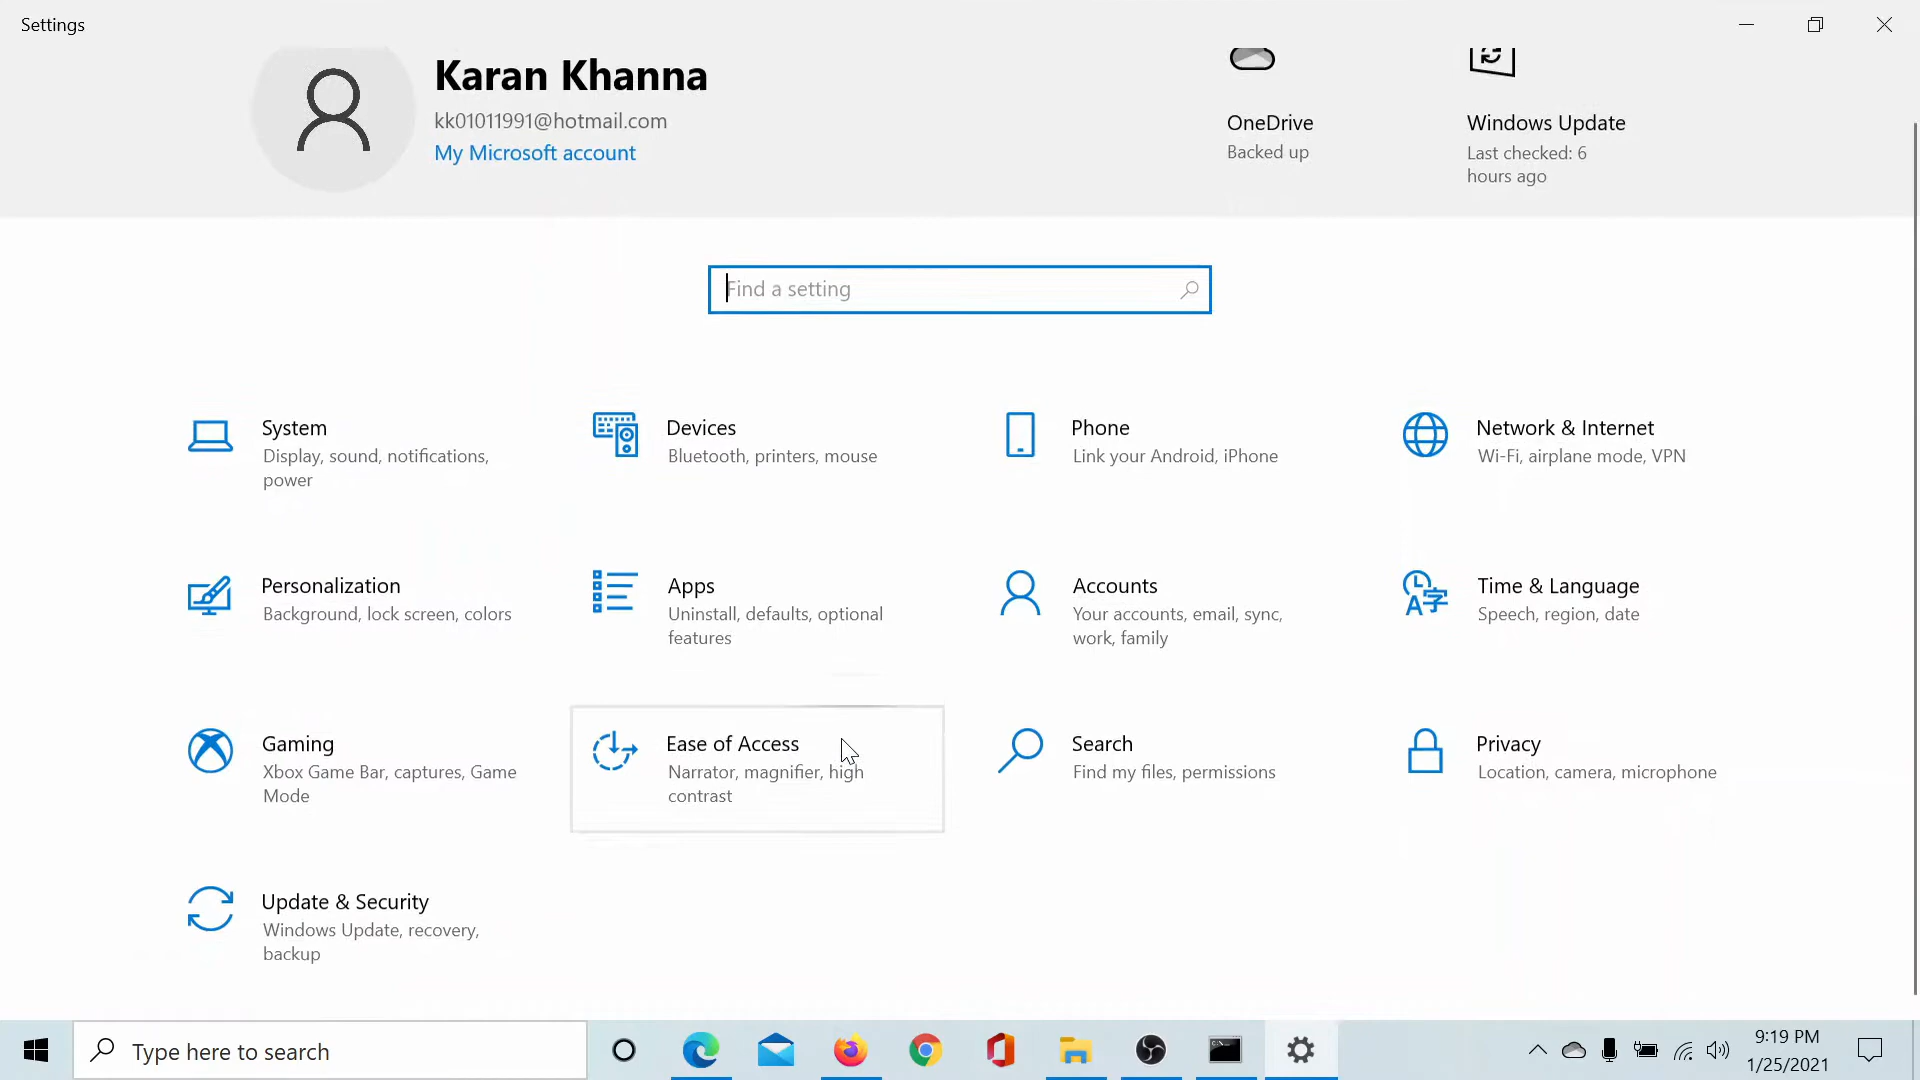 Settings
Karan Khanna
kk01011991@hotmail.com
My Microsoft account
OneDrive
Backed up
Windows Update
Last checked: 6
hours ago
Find a setting
System
Display, sound, notifications,
power
Devices
Bluetooth, printers, mouse
Phone
Link your Android, iPhone
Network & Internet
Wi-Fi, airplane mode, VPN
Personalization
Background, lock screen, colors
Apps
Uninstall, defaults, optional
features
Accounts
Your accounts, email, sync,
work, family
Time & Language
Speech, region, date
Gaming
Xbox Game Bar, captures, Game
Mode
Ease of Access
Narrator, magnifier, high
contrast
Search
Find my files, permissions
Privacy
Location, camera, microphone
Update & Security
Windows Update, recovery,
backup
Type here to search
9:19 PM
1/25/2021